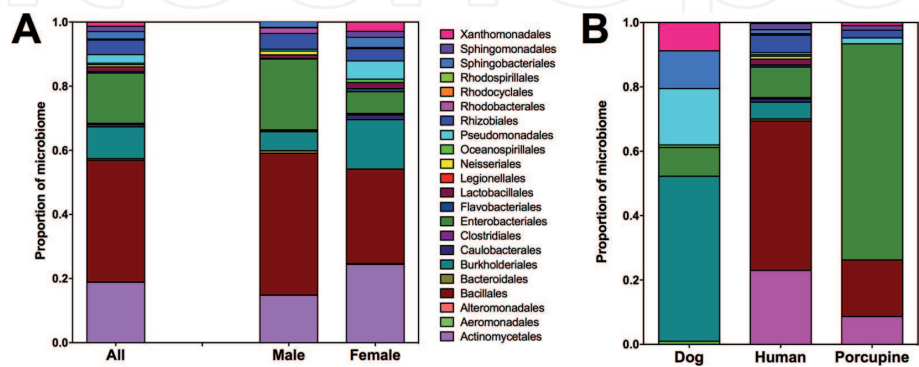 A
Proportion of microbiome
1.0
0.8
0.6
0.4
0.2
0.0
All
Male
Female
Xanthomonadales
Sphingomonadales
Sphingobacteriales
Rhodospirillales
Rhodocyclales
Rhodobacterales
Rhizobiales
Pseudomonadales
Oceanospirillales
Neisseriales
Legionellales
Lactobacillales
Flavobacteriales
Enterobacteriales
Clostridiales
Caulobacterales
Burkholderiales
Bacteroidales
Bacillales
Alteromonadales
Aeromonadales
Actinomycetales
B
Proportion of microbiome
1.0
0.8
0.6
0.4
0.2
0.0
Dog
Human
Porcupine